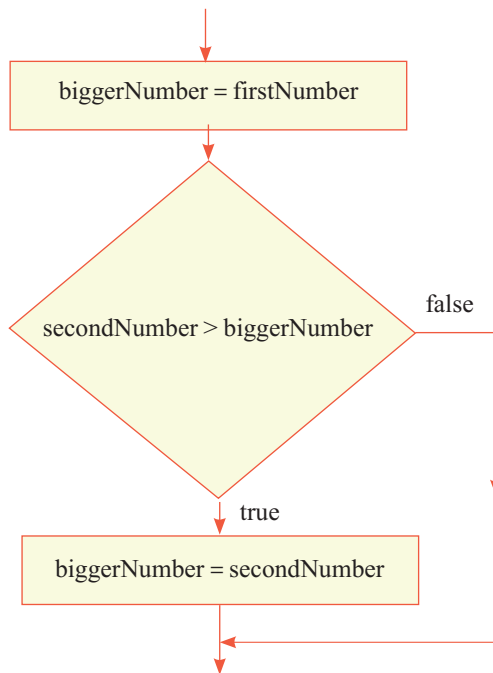 biggerNumber = firstNumber
secondNumber > biggerNumber
false
true
biggerNumber = secondNumber